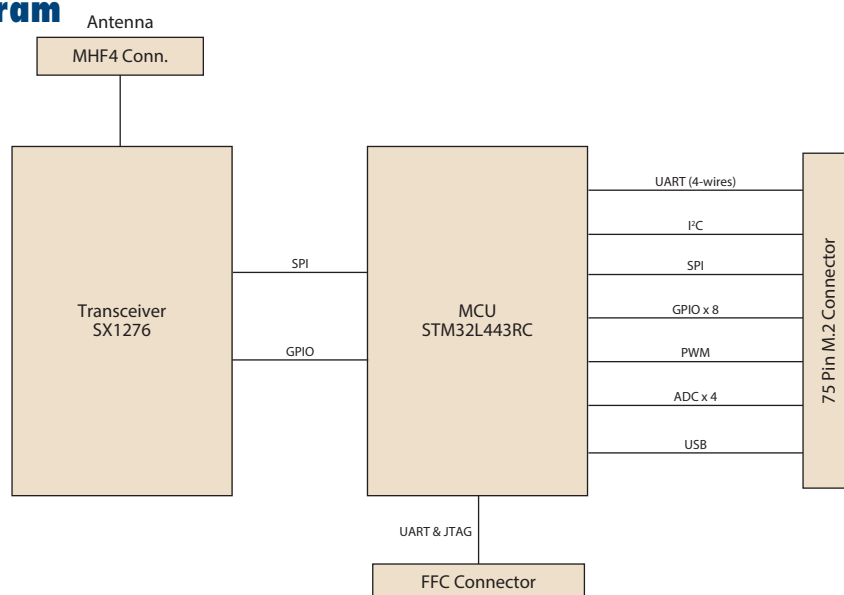 ram
Antenna
MHF4 Conn.
Transceiver
SX1276
SPI
GPIO
MCU
STM32L443RC
UART (4-wires)
I²C
SPI
GPIO x 8
PWM
ADC x 4
USB
75 Pin M.2 Connector
UART & JTAG
FFC Connector